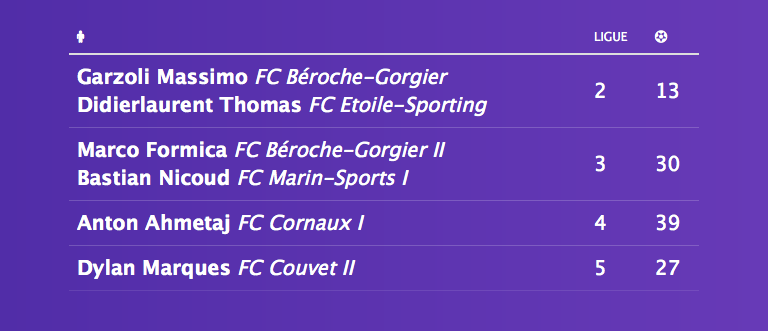 LIGUE
Garzoli Massimo FC Béroche-Gorgier
Didierlaurent Thomas FC Etoile-Sporting
2 13
Marco Formica FC Béroche-Gorgier II
Bastian Nicoud FC Marin-Sports I
3 30
Anton Ahmetaj FC Cornaux I 4 39
Dylan Marques FC Couvet II 5 27